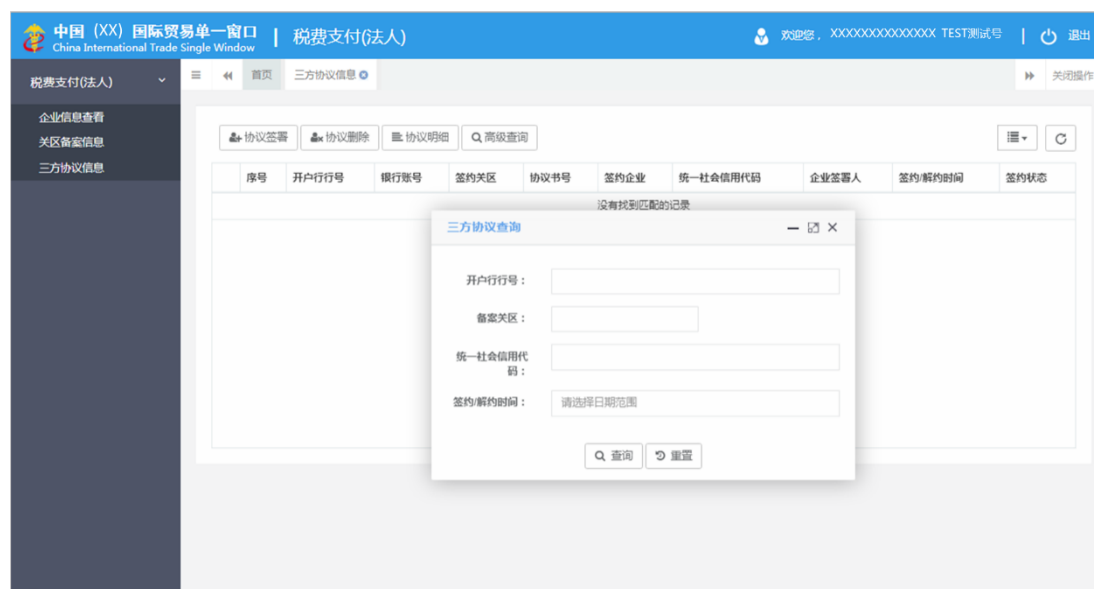 中国（XX）国际贸易单一窗口 | 税费支付(法人)
China International Trade Single Window
欢迎您， XXXXXXXXXXXXXX TEST测试号 | 退出
税费支付(法人)
首页 三方协议信息 关闭操作
企业信息查看
关区备案信息
三方协议信息
协议签署 协议删除 协议明细 高级查询
序号 开户行行号 银行账号 签约关区 协议书号 签约企业 统一社会信用代码 企业签署人 签约/解约时间 签约状态
没有找到匹配的记录
三方协议查询
开户行行号：
备案关区：
统一社会信用代
码：
签约/解约时间： 请选择日期范围
查询 重置